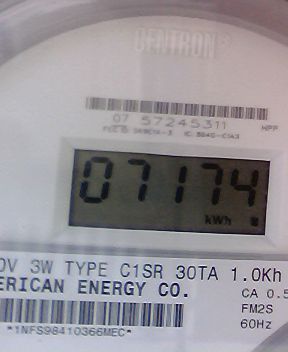 CENTRON®
07 57245311
07174
kWh
0V 3W TYPE C1SR 30TA 1.0Kh
ERICAN ENERGY CO.
CA 0.5
FM2S
*1NFS98410366MEC*
60Hz